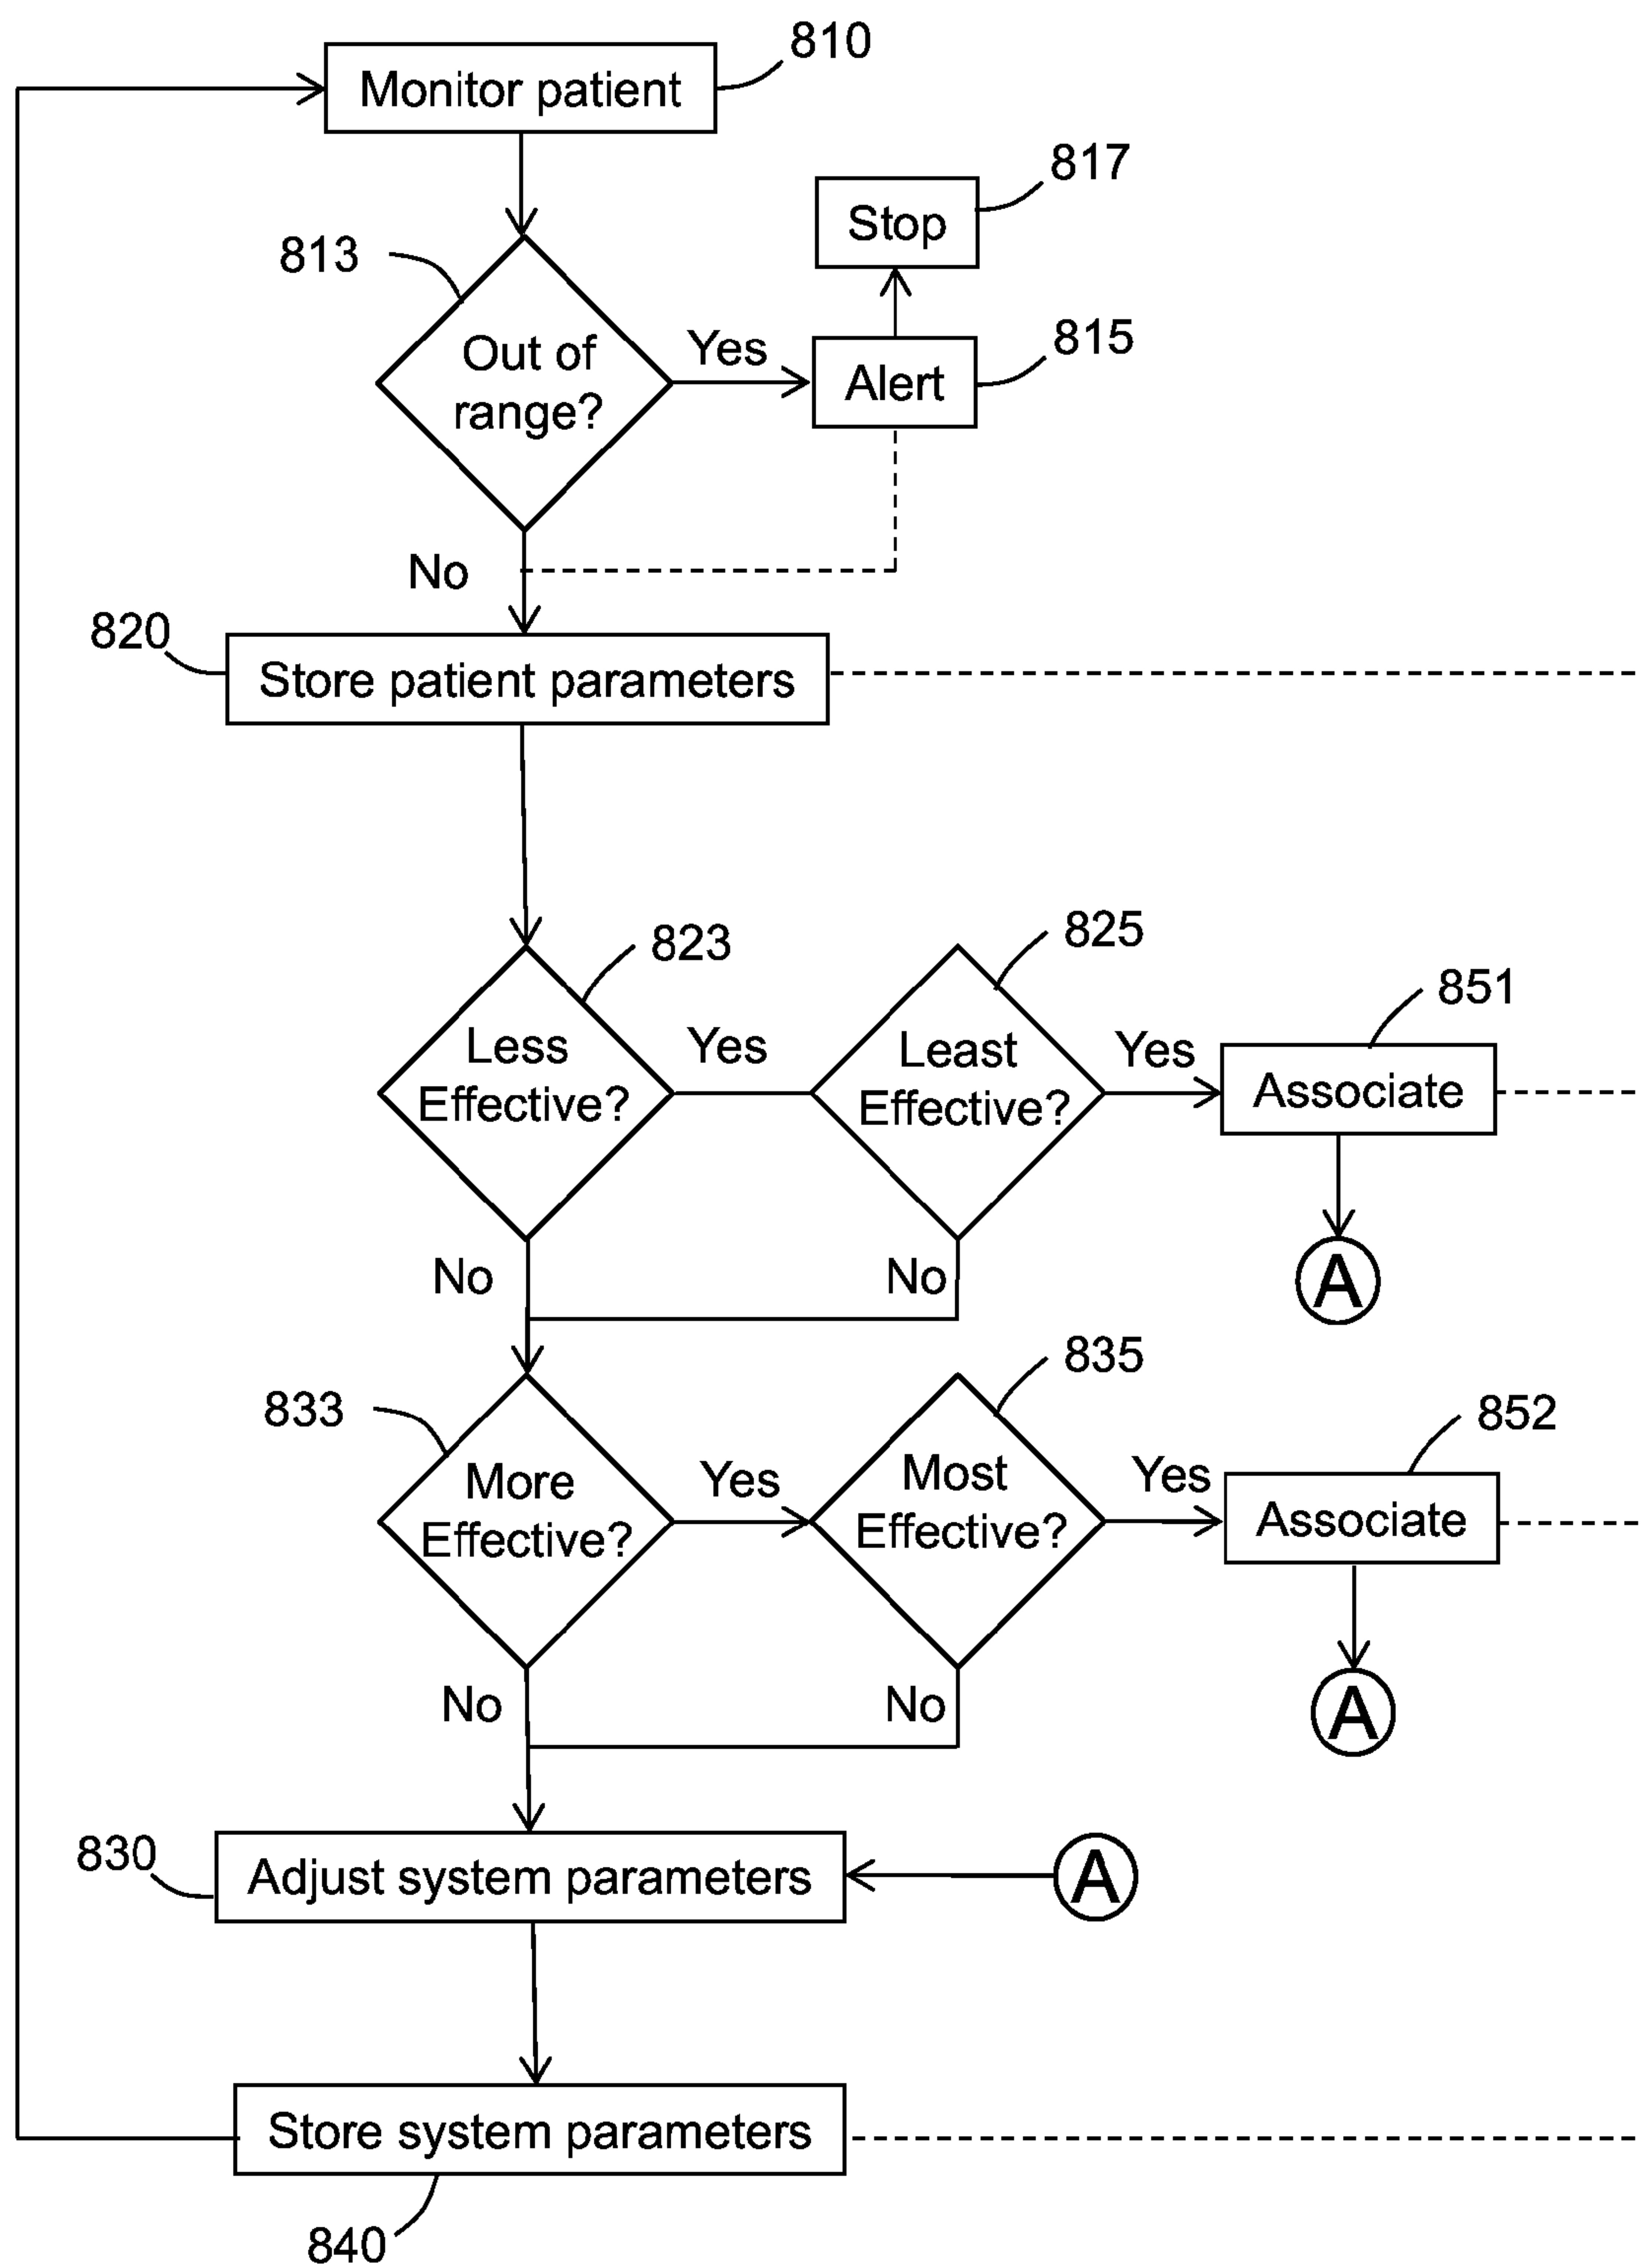 810
Monitor patient
817
Stop
813
815
Out of
range?
Yes
Alert
No
820
Store patient parameters
823
825
851
Less
Effective?
Yes
Least
Effective?
Yes
Associate
No
No
A
835
833
852
More
Effective?
Yes
Most
Effective?
Yes
Associate
No
No
A
830
Adjust system parameters
A
Store system parameters
840